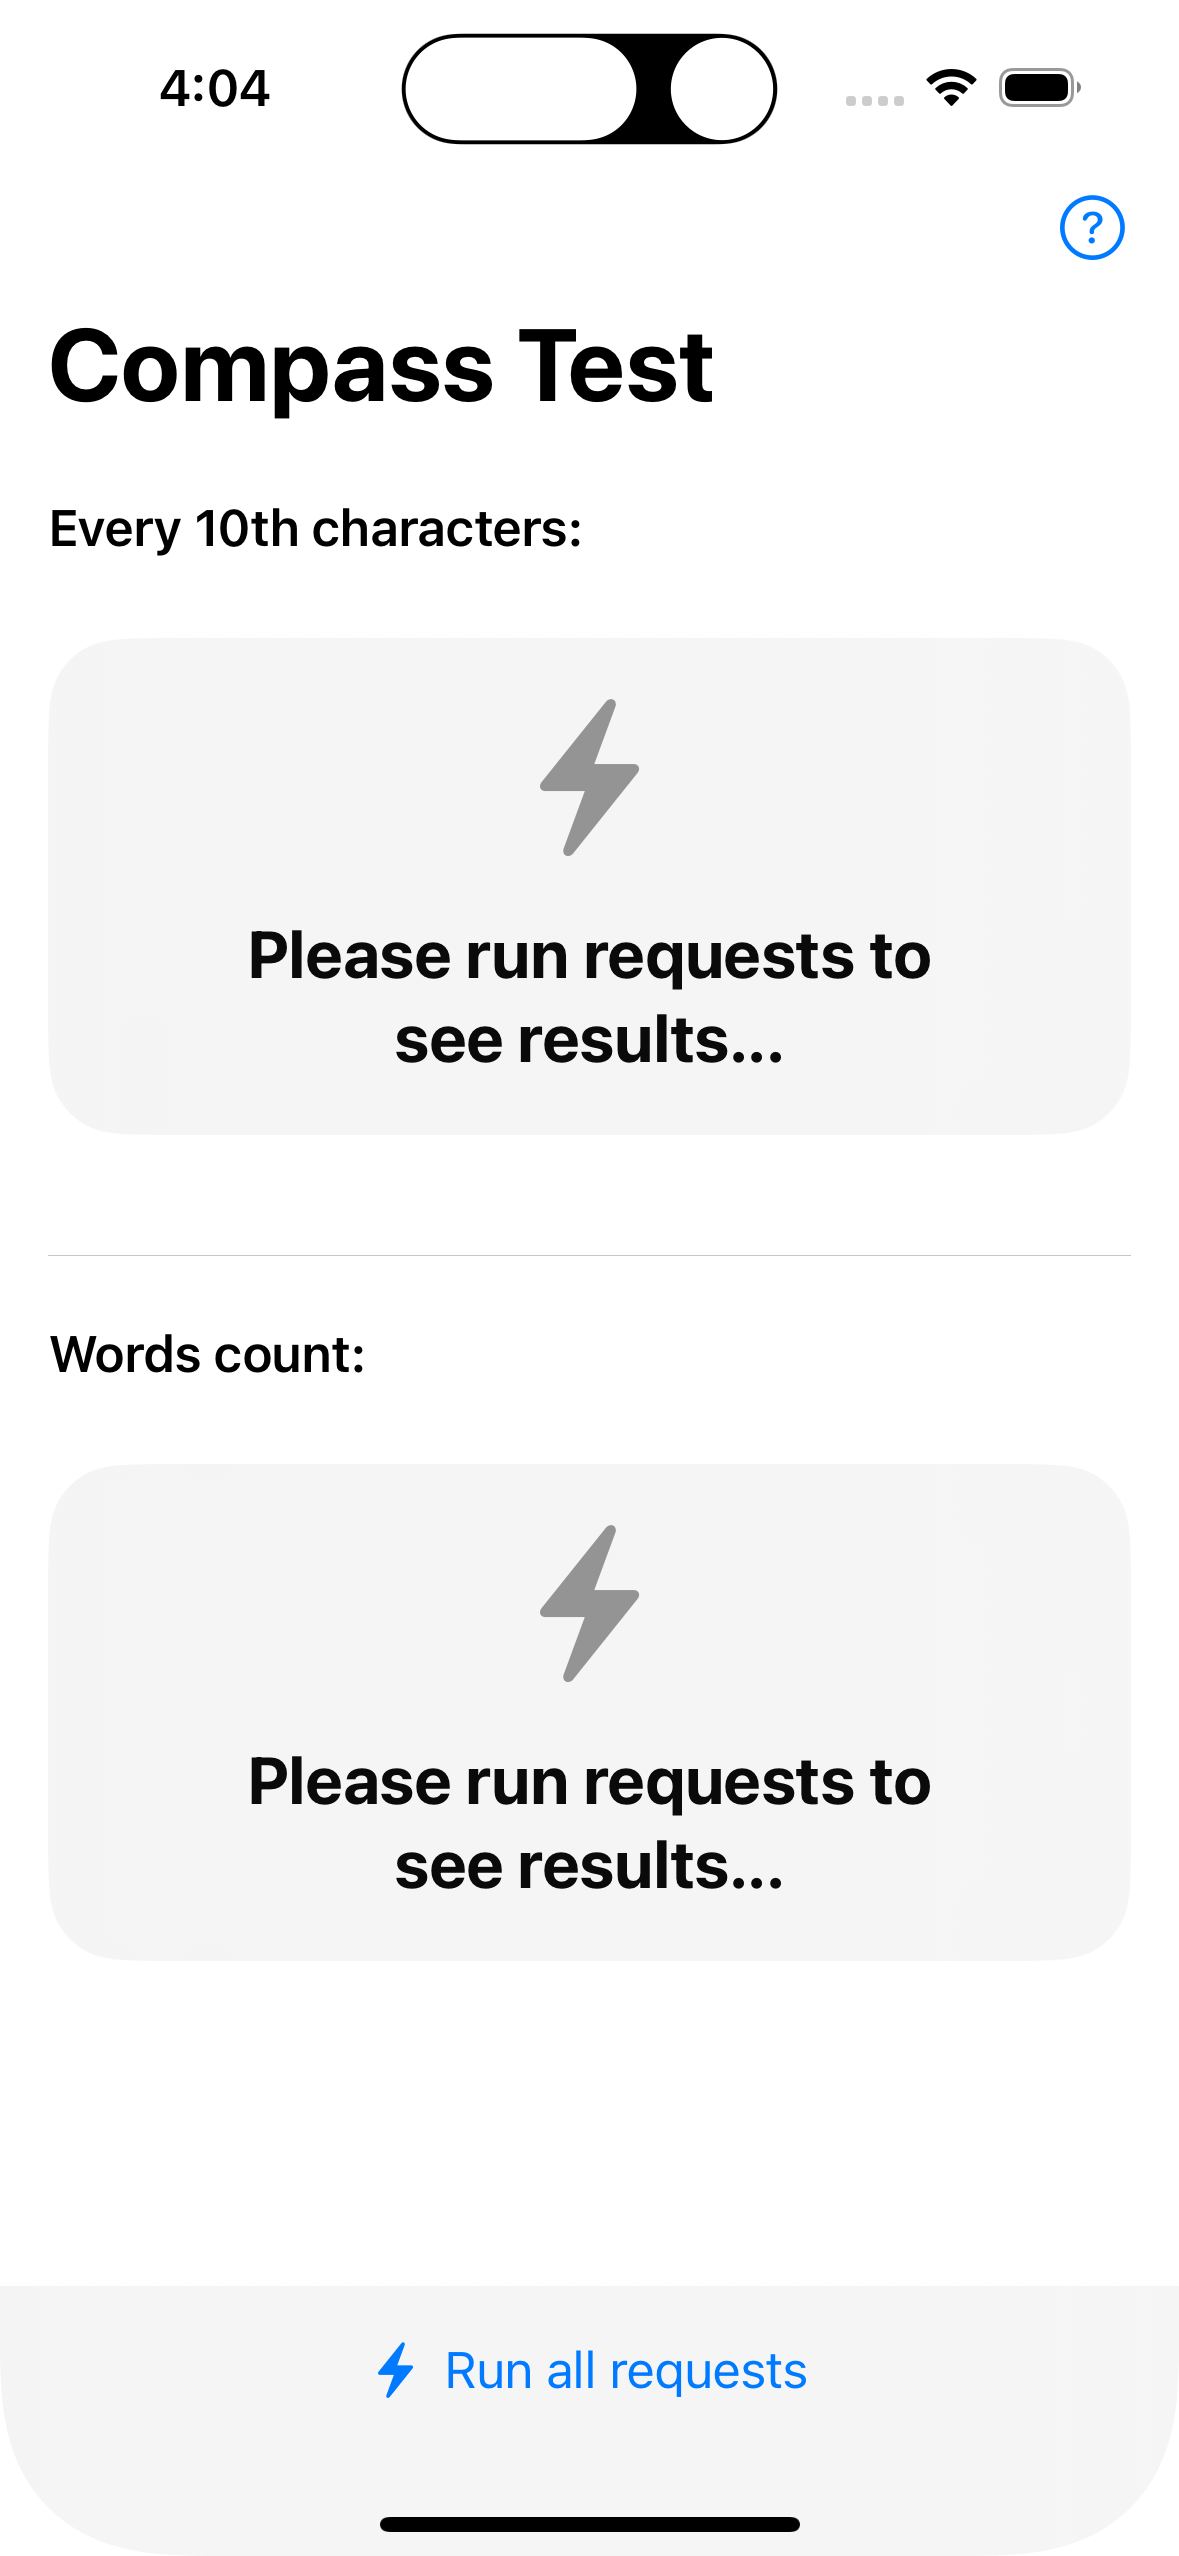 4:04
?
Compass Test
Every 10th characters:
Please run requests to
see results...
Words count:
Please run requests to
see results...
Run all requests